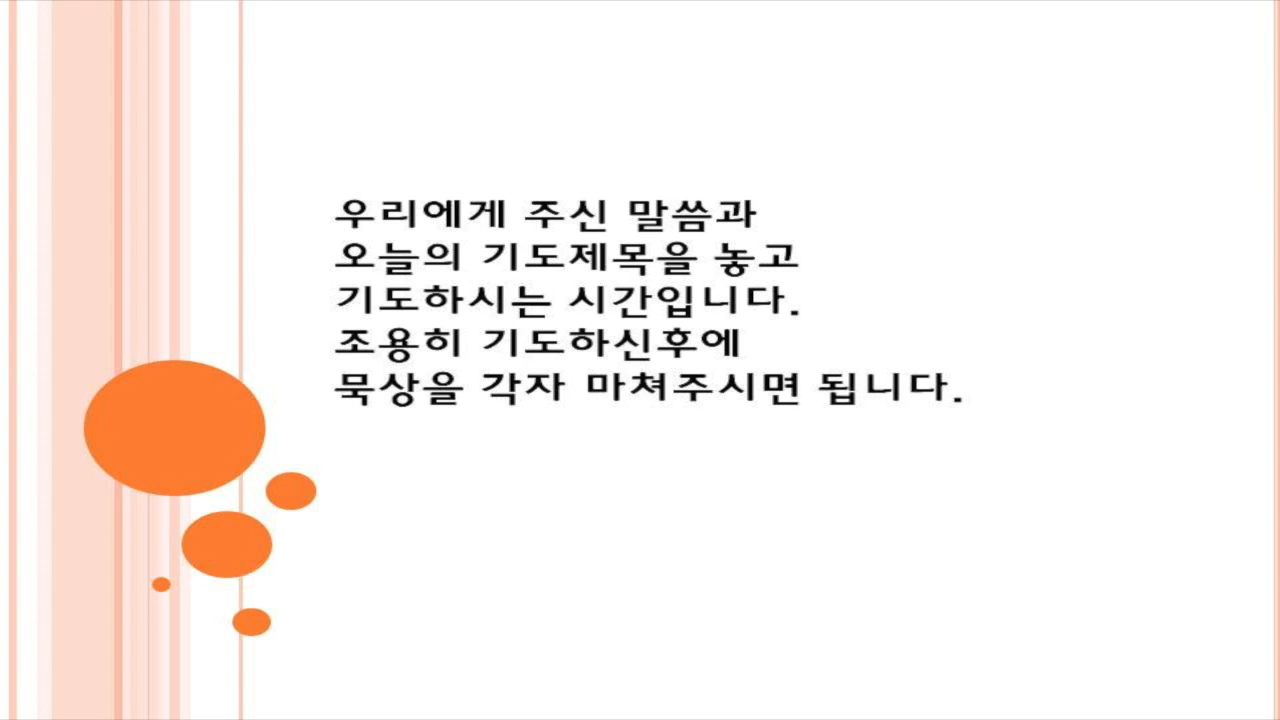 우리에게 주신 말씀과
오늘의 기도제목을 놓고
기도하시는 시간입니다.
조용히 기도하신후에
묵상을 각자 마쳐주시면 됩니다.